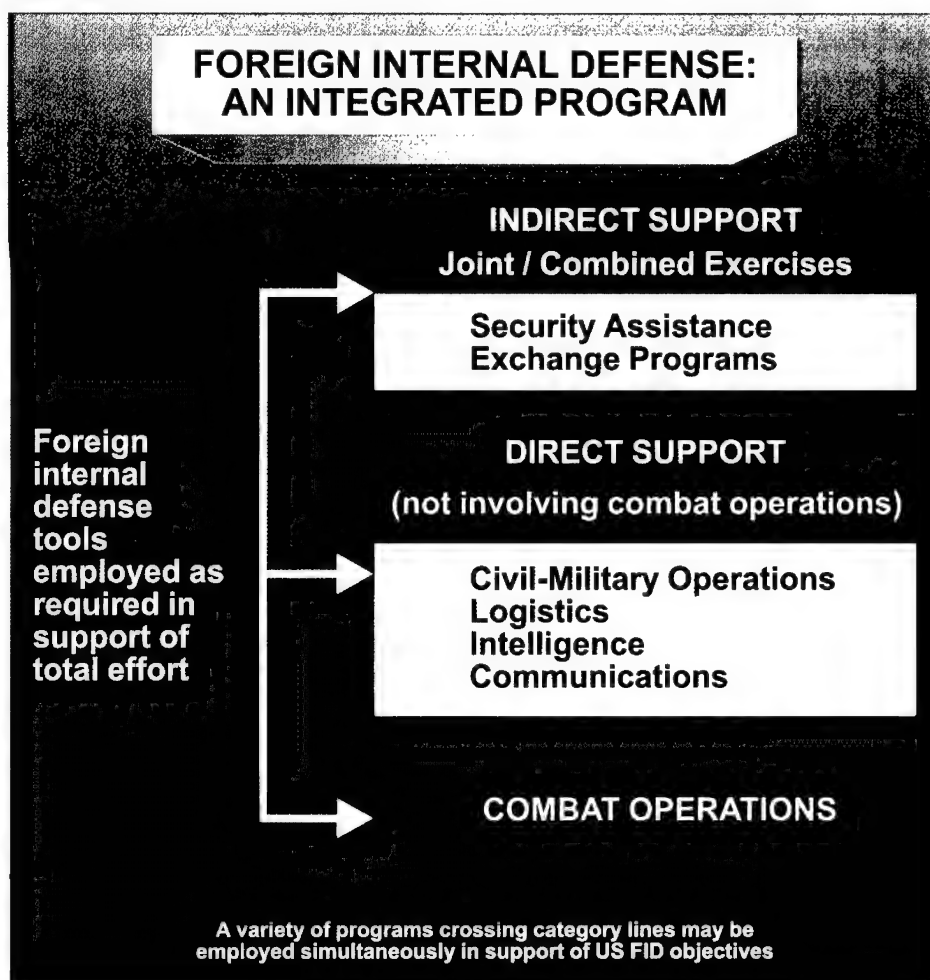 FOREIGN INTERNAL DEFENSE:
AN INTEGRATED PROGRAM
INDIRECT SUPPORT
Joint / Combined Exercises
Security Assistance
Exchange Programs
DIRECT SUPPORT
(not involving combat operations)
Civil-Military Operations
Logistics
Intelligence
Communications
COMBAT OPERATIONS
Foreign
internal
defense
tools
employed as
required in
support of
total effort
A variety of programs crossing category lines may be
employed simultaneously in support of US FID objectives